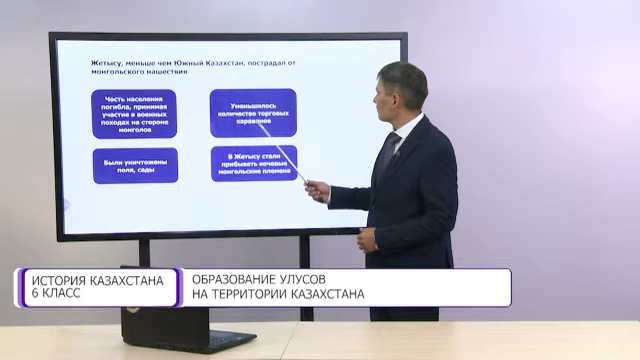 Жетысу, меньше чем Южный Казахстан, пострадал от
монгольского нашествия
Часть населения
погибла, принимая
участие в военных
походах на стороне
монголов
Уменьшилось
количество торговых
караванов
Были уничтожены
поля, сады
В Жетысу стали
прибывать кочевые
монгольские племена
ИСТОРИЯ КАЗАХСТАНА
6 КЛАСС
ОБРАЗОВАНИЕ УЛУСОВ
НА ТЕРРИТОРИИ КАЗАХСТАНА